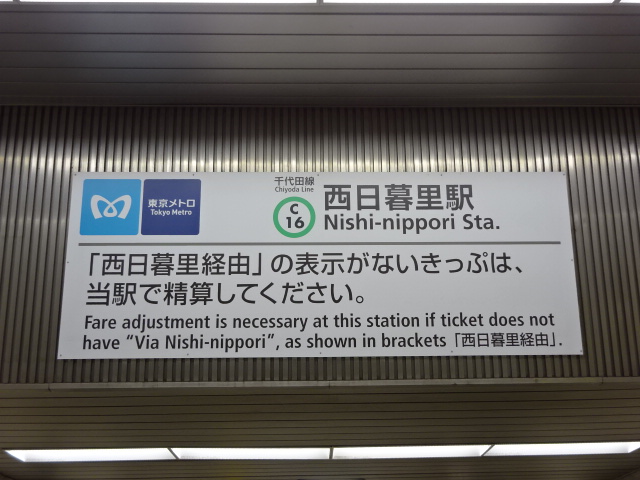 東京メトロ
Tokyo Metro
千代田線
Chiyoda Line
C
16
西日暮里駅
Nishi-nippori Sta.
「西日暮里経由」の表示がないきっぷは、
当駅で精算してください。
Fare adjustment is necessary at this station if ticket does not
have “Via Nishi-nippori”, as shown in brackets「西日暮里経由」.